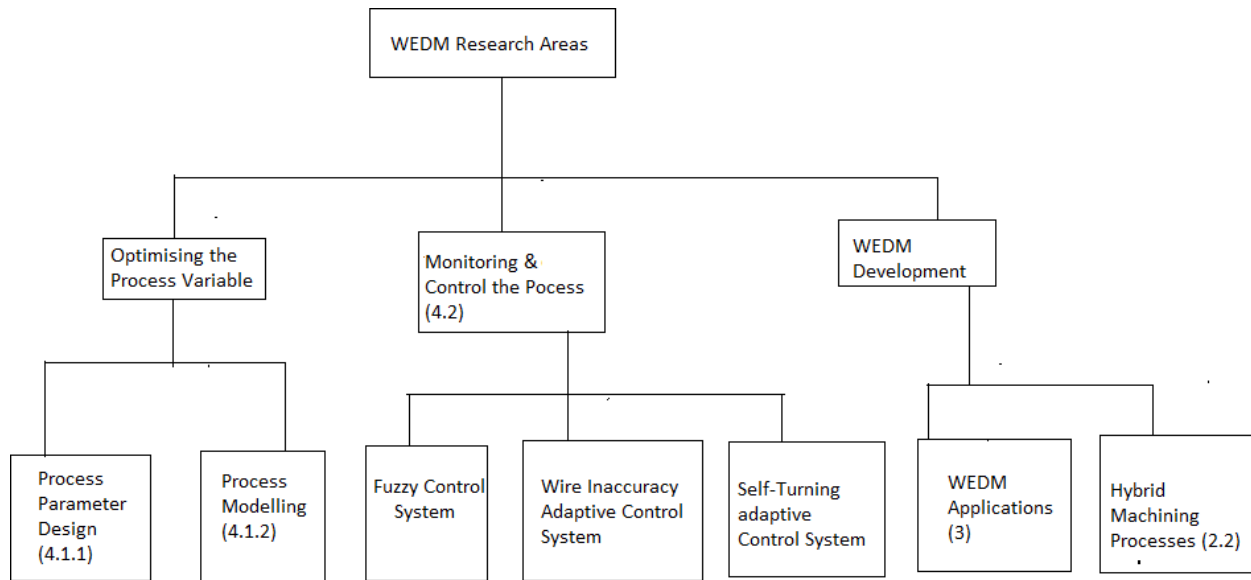 WEDM Research Areas
Optimising the
Process Variable
Monitoring &
Control the Pocess
(4.2)
WEDM
Development
Process
Parameter
Design
(4.1.1)
Process
Modelling
(4.1.2)
Fuzzy Control
System
Wire Inaccuracy
Adaptive Control
System
Self-Turning
adaptive
Control System
WEDM
Applications
(3)
Hybrid
Machining
Processes (2.2)